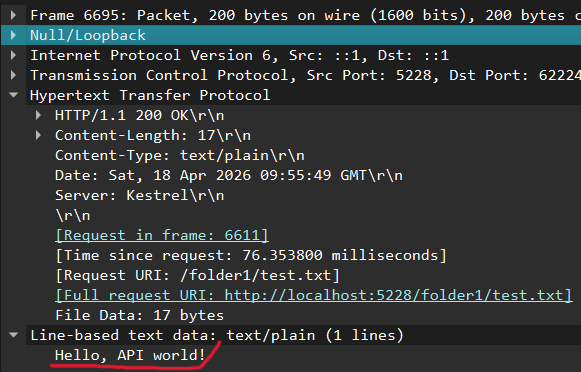 Frame 6695: Packet, 200 bytes on wire (1600 bits), 200 bytes
Null/Loopback
Internet Protocol Version 6, Src: ::1, Dst: ::1
Transmission Control Protocol, Src Port: 5228, Dst Port: 62224
Hypertext Transfer Protocol
HTTP/1.1 200 OK\r\n
Content-Length: 17\r\n
Content-Type: text/plain\r\n
Date: Sat, 18 Apr 2026 09:55:49 GMT\r\n
Server: Kestrel\r\n
\r\n
[Request in frame: 6611]
[Time since request: 76.353800 milliseconds]
[Request URI: /folder1/test.txt]
[Full request URI: http://localhost:5228/folder1/test.txt]
File Data: 17 bytes
Line-based text data: text/plain (1 lines)
Hello, API world!